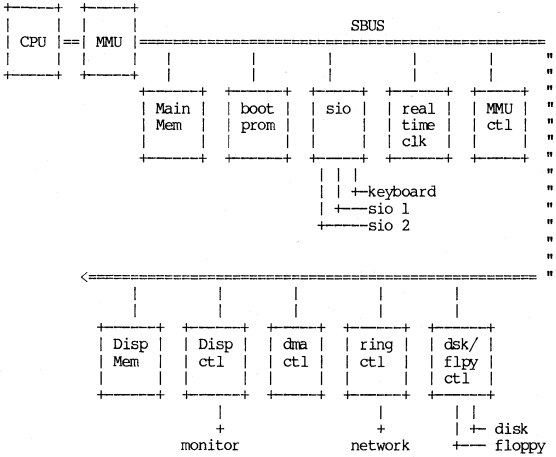 SBUS
CPU MMU
Main boot sio real MMU
Mem prom time ctl
clk
keyboard
sio 1
sio 2
Disp Disp dma ring dsk/
Mem ctl ctl ctl flpy
ctl
disk
monitor network floppy